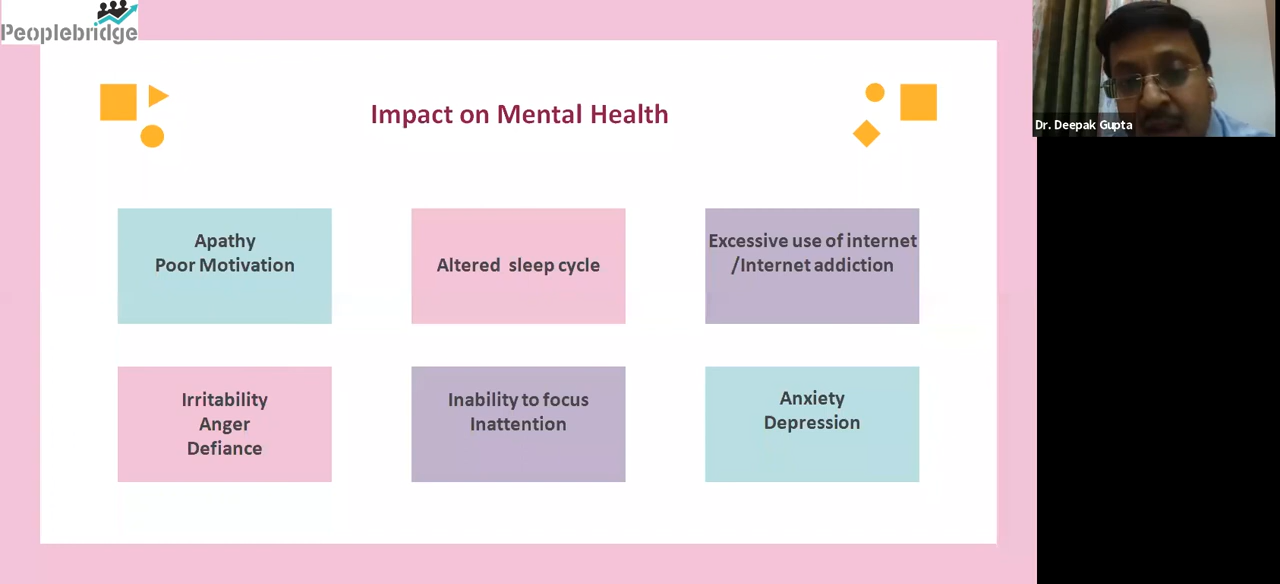 Peoplebridge
Dr. Deepak Gupta
Impact on Mental Health
Apathy
Poor Motivation
Altered sleep cycle
Excessive use of internet
/Internet addiction
Irritability
Anger
Defiance
Inability to focus
Inattention
Anxiety
Depression